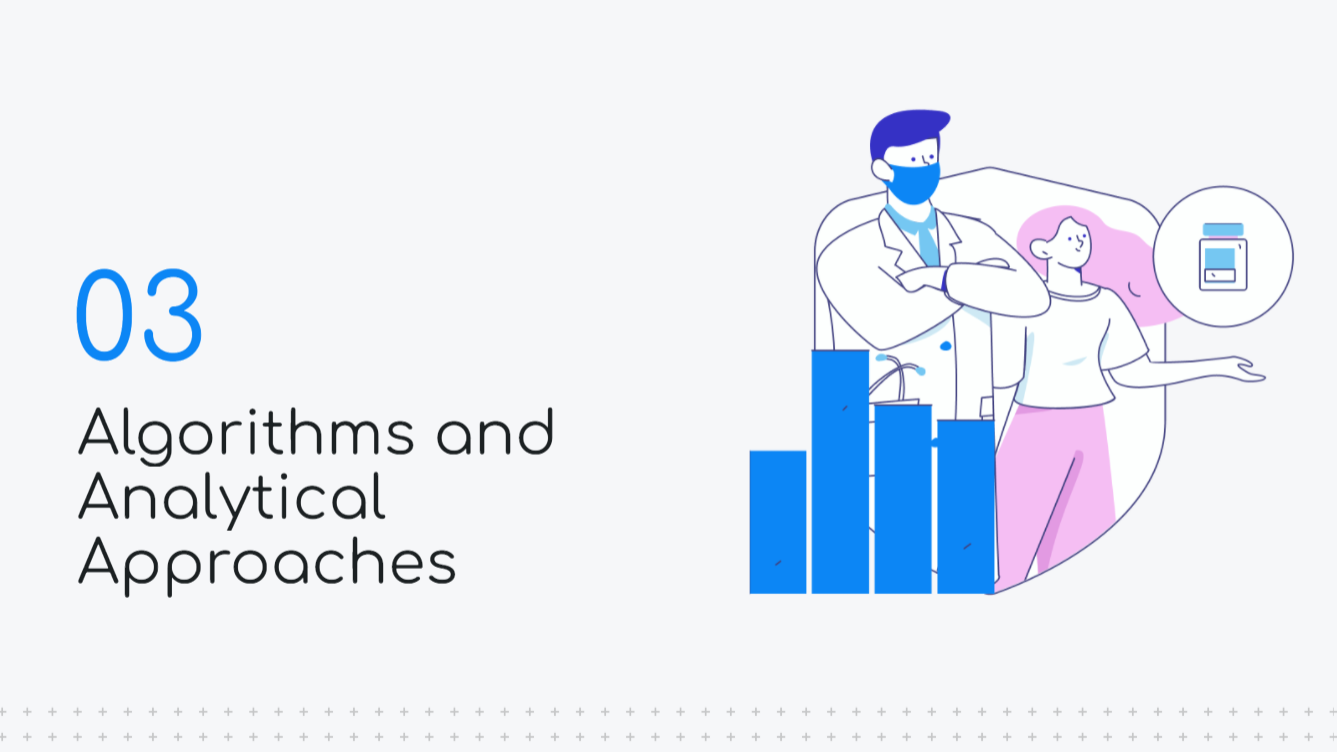 03
Algorithms and
Analytical
Approaches